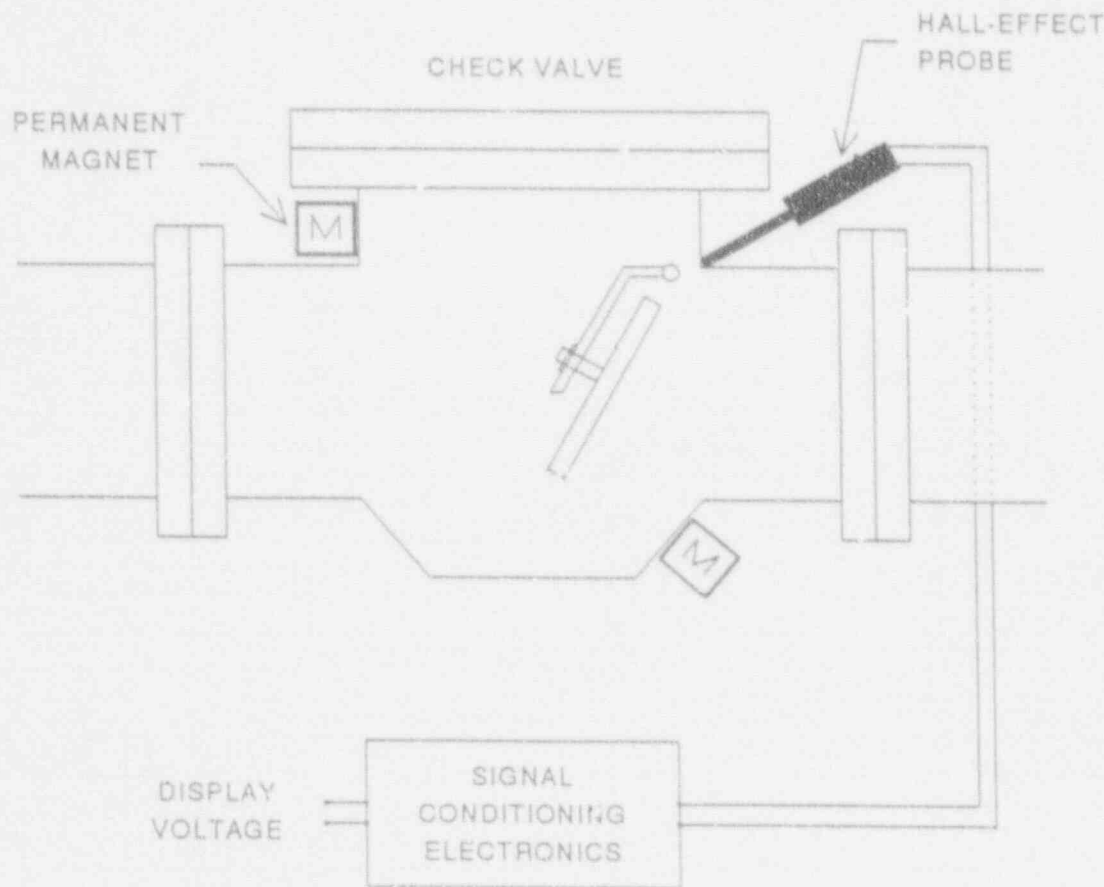 HALL-EFFECT
PROBE
CHECK VALVE
PERMANENT
MAGNET
M
M
DISPLAY
VOLTAGE
SIGNAL
CONDITIONING
ELECTRONICS